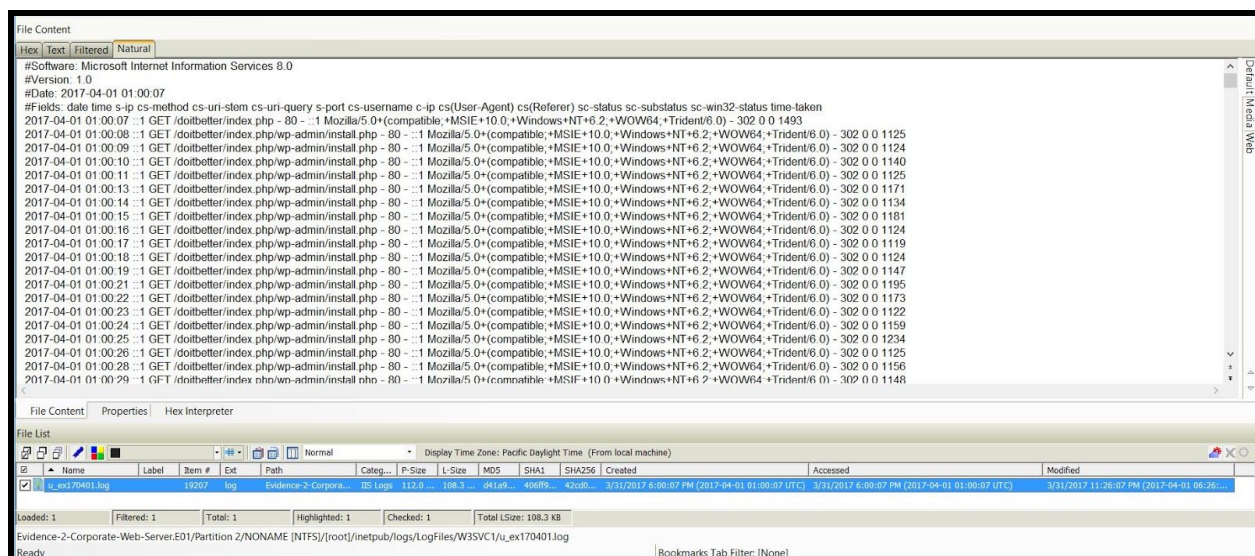 File Content
Hex Text Filtered Natural
#Software: Microsoft Internet Information Services 8.0
#Version: 1.0
#Date: 2017-04-01 01:00:07
#Fields: date time s-ip cs-method cs-uri-stem cs-uri-query s-port cs-username c-ip cs(User-Agent) cs(Referer) sc-status sc-substatus sc-win32-status time-taken
2017-04-01 01:00:07 ::1 GET /doitbetter/index.php - 80 - ::1 Mozilla/5.0+(compatible;+MSIE+10.0;+Windows+NT+6.2;+WOW64;+Trident/6.0) - 302 0 0 1493
2017-04-01 01:00:08 ::1 GET /doitbetter/index.php/wp-admin/install.php - 80 - ::1 Mozilla/5.0+(compatible;+MSIE+10.0;+Windows+NT+6.2;+WOW64;+Trident/6.0) - 302 0 0 1125
2017-04-01 01:00:09 ::1 GET /doitbetter/index.php/wp-admin/install.php - 80 - ::1 Mozilla/5.0+(compatible;+MSIE+10.0;+Windows+NT+6.2;+WOW64;+Trident/6.0) - 302 0 0 1124
2017-04-01 01:00:10 ::1 GET /doitbetter/index.php/wp-admin/install.php - 80 - ::1 Mozilla/5.0+(compatible;+MSIE+10.0;+Windows+NT+6.2;+WOW64;+Trident/6.0) - 302 0 0 1140
2017-04-01 01:00:11 ::1 GET /doitbetter/index.php/wp-admin/install.php - 80 - ::1 Mozilla/5.0+(compatible;+MSIE+10.0;+Windows+NT+6.2;+WOW64;+Trident/6.0) - 302 0 0 1125
2017-04-01 01:00:13 ::1 GET /doitbetter/index.php/wp-admin/install.php - 80 - ::1 Mozilla/5.0+(compatible;+MSIE+10.0;+Windows+NT+6.2;+WOW64;+Trident/6.0) - 302 0 0 1171
2017-04-01 01:00:14 ::1 GET /doitbetter/index.php/wp-admin/install.php - 80 - ::1 Mozilla/5.0+(compatible;+MSIE+10.0;+Windows+NT+6.2;+WOW64;+Trident/6.0) - 302 0 0 1134
2017-04-01 01:00:15 ::1 GET /doitbetter/index.php/wp-admin/install.php - 80 - ::1 Mozilla/5.0+(compatible;+MSIE+10.0;+Windows+NT+6.2;+WOW64;+Trident/6.0) - 302 0 0 1181
2017-04-01 01:00:16 ::1 GET /doitbetter/index.php/wp-admin/install.php - 80 - ::1 Mozilla/5.0+(compatible;+MSIE+10.0;+Windows+NT+6.2;+WOW64;+Trident/6.0) - 302 0 0 1124
2017-04-01 01:00:17 ::1 GET /doitbetter/index.php/wp-admin/install.php - 80 - ::1 Mozilla/5.0+(compatible;+MSIE+10.0;+Windows+NT+6.2;+WOW64;+Trident/6.0) - 302 0 0 1119
2017-04-01 01:00:18 ::1 GET /doitbetter/index.php/wp-admin/install.php - 80 - ::1 Mozilla/5.0+(compatible;+MSIE+10.0;+Windows+NT+6.2;+WOW64;+Trident/6.0) - 302 0 0 1124
2017-04-01 01:00:19 ::1 GET /doitbetter/index.php/wp-admin/install.php - 80 - ::1 Mozilla/5.0+(compatible;+MSIE+10.0;+Windows+NT+6.2;+WOW64;+Trident/6.0) - 302 0 0 1147
2017-04-01 01:00:21 ::1 GET /doitbetter/index.php/wp-admin/install.php - 80 - ::1 Mozilla/5.0+(compatible;+MSIE+10.0;+Windows+NT+6.2;+WOW64;+Trident/6.0) - 302 0 0 1195
2017-04-01 01:00:22 ::1 GET /doitbetter/index.php/wp-admin/install.php - 80 - ::1 Mozilla/5.0+(compatible;+MSIE+10.0;+Windows+NT+6.2;+WOW64;+Trident/6.0) - 302 0 0 1173
2017-04-01 01:00:23 ::1 GET /doitbetter/index.php/wp-admin/install.php - 80 - ::1 Mozilla/5.0+(compatible;+MSIE+10.0;+Windows+NT+6.2;+WOW64;+Trident/6.0) - 302 0 0 1122
2017-04-01 01:00:24 ::1 GET /doitbetter/index.php/wp-admin/install.php - 80 - ::1 Mozilla/5.0+(compatible;+MSIE+10.0;+Windows+NT+6.2;+WOW64;+Trident/6.0) - 302 0 0 1159
2017-04-01 01:00:25 ::1 GET /doitbetter/index.php/wp-admin/install.php - 80 - ::1 Mozilla/5.0+(compatible;+MSIE+10.0;+Windows+NT+6.2;+WOW64;+Trident/6.0) - 302 0 0 1234
2017-04-01 01:00:26 ::1 GET /doitbetter/index.php/wp-admin/install.php - 80 - ::1 Mozilla/5.0+(compatible;+MSIE+10.0;+Windows+NT+6.2;+WOW64;+Trident/6.0) - 302 0 0 1125
2017-04-01 01:00:28 ::1 GET /doitbetter/index.php/wp-admin/install.php - 80 - ::1 Mozilla/5.0+(compatible;+MSIE+10.0;+Windows+NT+6.2;+WOW64;+Trident/6.0) - 302 0 0 1156
2017-04-01 01:00:29 ::1 GET /doitbetter/index.php/wp-admin/install.php - 80 - ::1 Mozilla/5.0+(compatible;+MSIE+10.0;+Windows+NT+6.2;+WOW64;+Trident/6.0) - 302 0 0 1148
Default Media Web
File Content Properties Hex Interpreter
File List
Normal Display Time Zone: Pacific Daylight Time (From local machine)
Name Label Item # Ext Path Categ... P-Size L-Size MD5 SHA1 SHA256 Created Accessed Modified
u_ex170401.log 19207 log Evidence-2-Corpora... IIS Logs 112.0 ... 108.3 ... d41a9... 406ff9... 42cd0... 3/31/2017 6:00:07 PM (2017-04-01 01:00:07 UTC) 3/31/2017 6:00:07 PM (2017-04-01 01:00:07 UTC) 3/31/2017 11:26:07 PM (2017-04-01 06:26:...
Loaded: 1 Filtered: 1 Total: 1 Highlighted: 1 Checked: 1 Total LSize: 108.3 KB
Evidence-2-Corporate-Web-Server.E01/Partition 2/NONAME [NTFS]/[root]/inetpub/logs/LogFiles/W3SVC1/u_ex170401.log
Ready Bookmarks Tab Filter: [None]